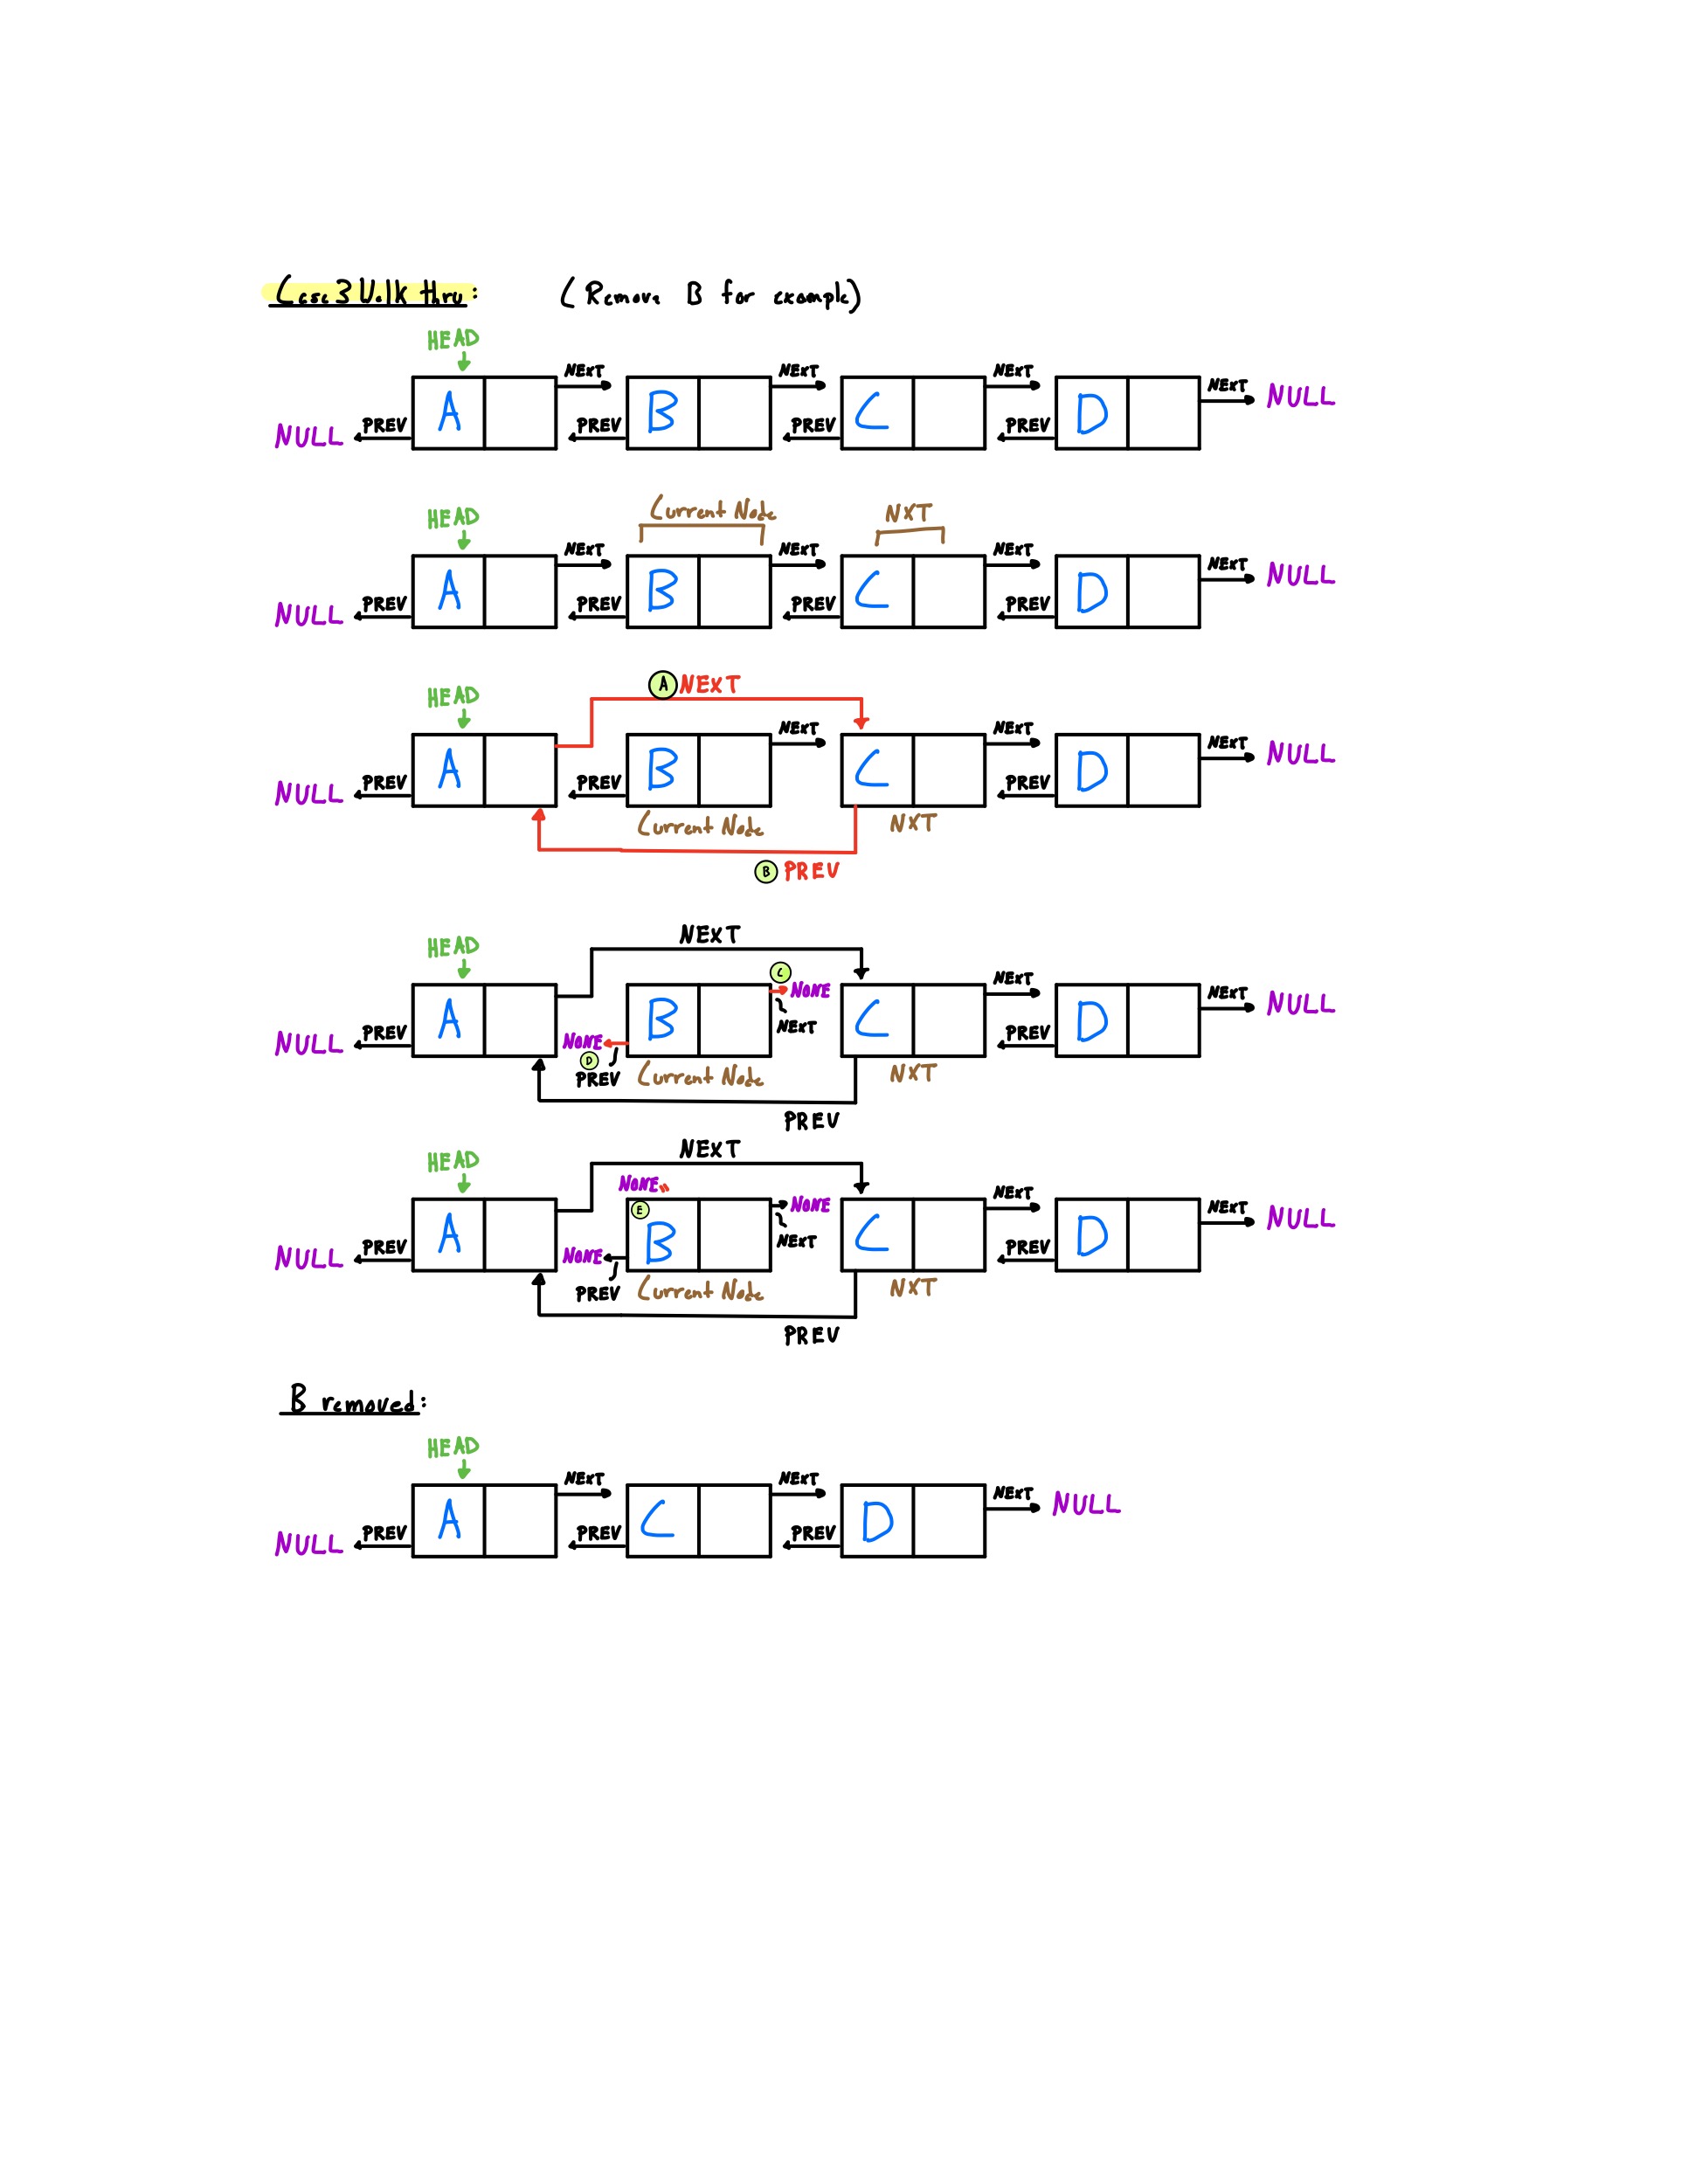 Case 3 Walk Thru: (Remove B for example)
HEAD
NEXT NEXT NEXT NEXT NULL
A B C D
NULL PREV PREV PREV PREV
Current Node NXT
HEAD
NEXT NEXT NEXT NEXT NULL
A B C D
NULL PREV PREV PREV PREV
A NEXT
HEAD
NEXT NEXT NEXT NULL
A B C D
NULL PREV PREV PREV
Current Node NXT
B PREV
NEXT
HEAD
C
NONE NEXT NEXT NULL
A B NEXT C D
NULL PREV NONE PREV
D
PREV Current Node NXT
PREV
NEXT
HEAD
NONE
E NONE NEXT NEXT NULL
A B NEXT C D
NULL PREV NONE PREV
PREV Current Node NXT
PREV
B removed:
HEAD
NEXT NEXT NEXT NULL
A C D
NULL PREV PREV PREV